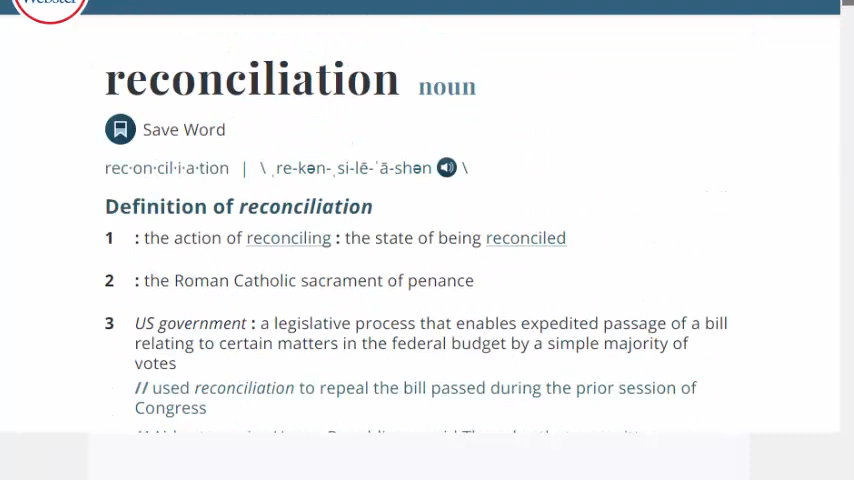 Webster
reconciliation noun
Save Word
rec·on·cil·i·a·tion | \ ˌre-kən-ˌsi-lē-ˈā-shən \
Definition of reconciliation
1 : the action of reconciling : the state of being reconciled
2 : the Roman Catholic sacrament of penance
3 US government : a legislative process that enables expedited passage of a bill
relating to certain matters in the federal budget by a simple majority of
votes
// used reconciliation to repeal the bill passed during the prior session of
Congress